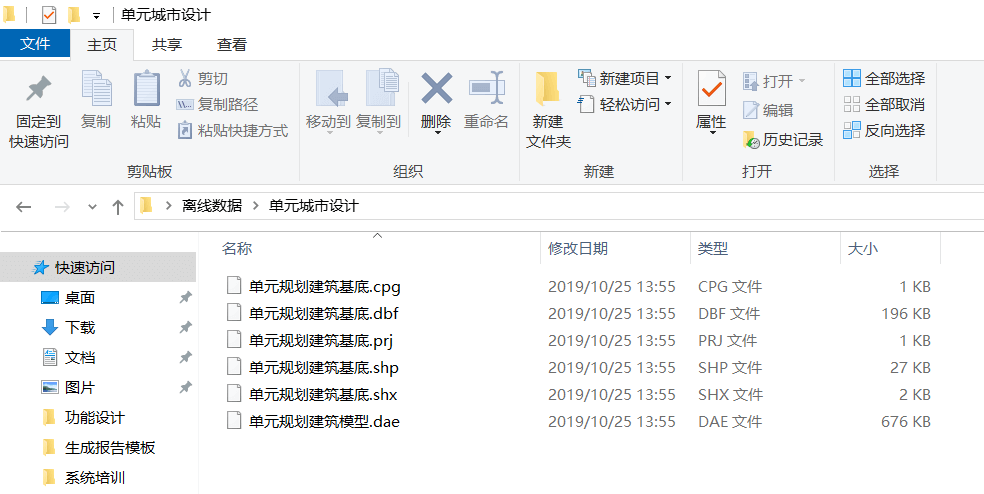 单元城市设计
文件 主页 共享 查看
固定到快速访问 复制 粘贴 剪切 复制路径 粘贴快捷方式 移动到 复制到 删除 重命名 新建文件夹 新建项目 轻松访问 属性 打开 编辑 历史记录 全部选择 全部取消 反向选择
剪贴板 组织 新建 打开 选择
离线数据 单元城市设计
名称 修改日期 类型 大小
快速访问
桌面
下载
文档
图片
功能设计
生成报告模板
系统培训
单元规划建筑基底.cpg 2019/10/25 13:55 CPG 文件 1 KB
单元规划建筑基底.dbf 2019/10/25 13:55 DBF 文件 196 KB
单元规划建筑基底.prj 2019/10/25 13:55 PRJ 文件 1 KB
单元规划建筑基底.shp 2019/10/25 13:55 SHP 文件 27 KB
单元规划建筑基底.shx 2019/10/25 13:55 SHX 文件 2 KB
单元规划建筑模型.dae 2019/10/25 13:55 DAE 文件 676 KB